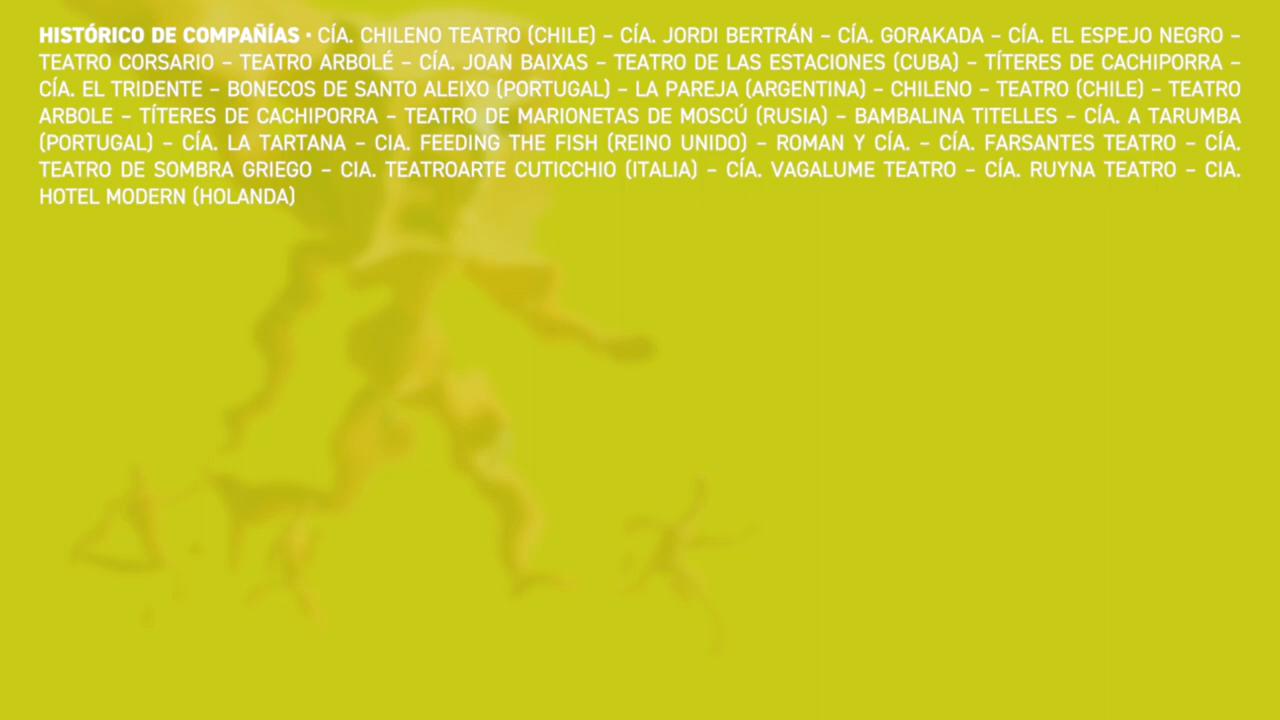 HISTÓRICO DE COMPAÑÍAS · CÍA. CHILENO TEATRO (CHILE) – CÍA. JORDI BERTRÁN – CÍA. GORAKADA – CÍA. EL ESPEJO NEGRO –
TEATRO CORSARIO – TEATRO ARBOLÉ – CÍA. JOAN BAIXAS – TEATRO DE LAS ESTACIONES (CUBA) – TÍTERES DE CACHIPORRA –
CÍA. EL TRIDENTE – BONECOS DE SANTO ALEIXO (PORTUGAL) – LA PAREJA (ARGENTINA) – CHILENO – TEATRO (CHILE) – TEATRO
ARBOLE – TÍTERES DE CACHIPORRA – TEATRO DE MARIONETAS DE MOSCÚ (RUSIA) – BAMBALINA TITELLES – CÍA. A TARUMBA
(PORTUGAL) – CÍA. LA TARTANA – CIA. FEEDING THE FISH (REINO UNIDO) – ROMAN Y CÍA. – CÍA. FARSANTES TEATRO – CÍA.
TEATRO DE SOMBRA GRIEGO – CIA. TEATROARTE CUTICCHIO (ITALIA) – CÍA. VAGALUME TEATRO – CÍA. RUYNA TEATRO – CIA.
HOTEL MODERN (HOLANDA)